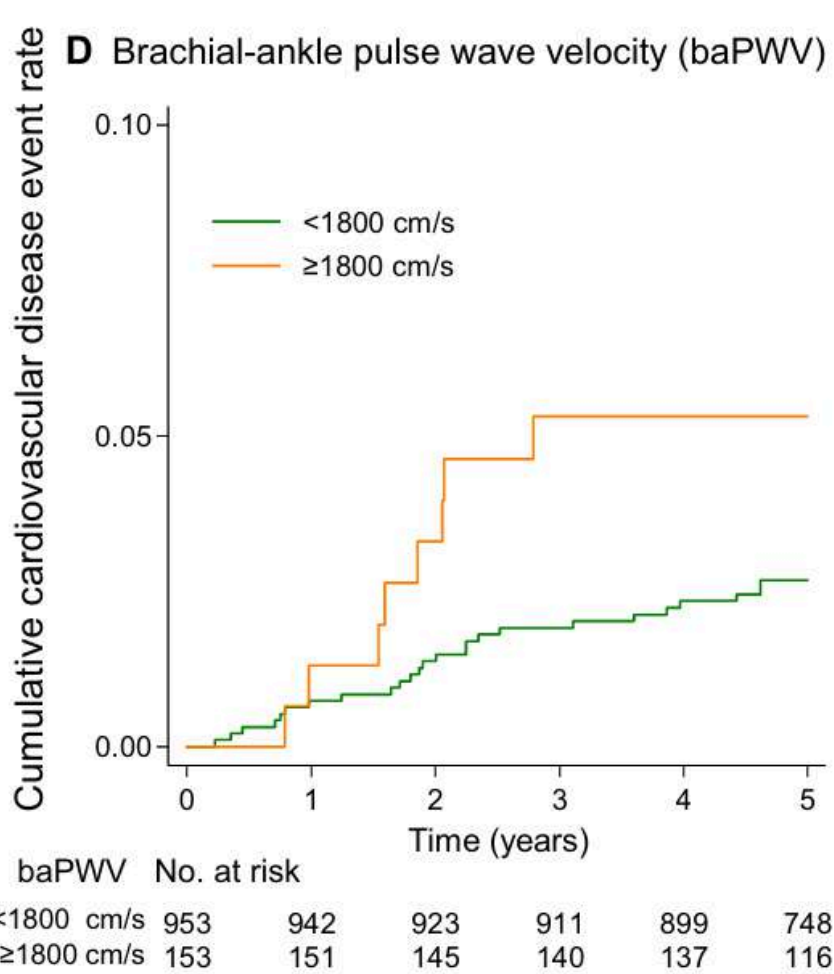 D Brachial-ankle pulse wave velocity (baPWV)
Cumulative cardiovascular disease event rate
0.10
<1800 cm/s
≥1800 cm/s
0.05
0.00
0 1 2 3 4 5
Time (years)
baPWV No. at risk
<1800 cm/s 953 942 923 911 899 748
≥1800 cm/s 153 151 145 140 137 116